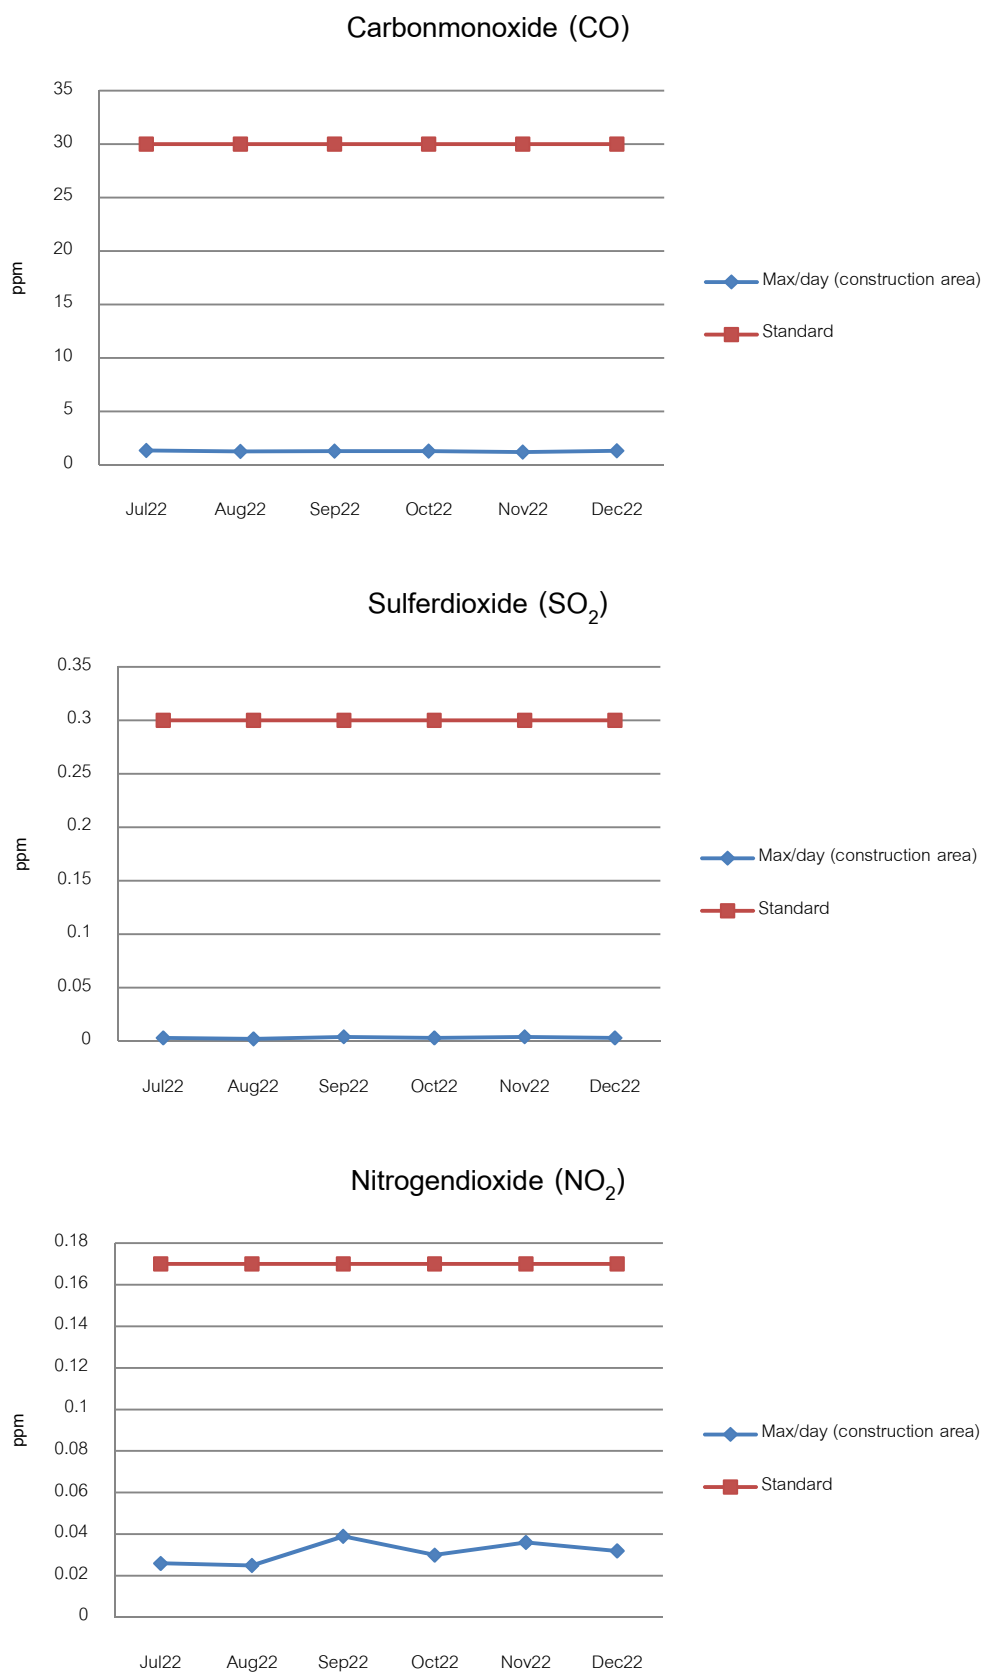 Carbonmonoxide (CO)
35
30
25
20
15
10
5
0
ppm
Jul22 Aug22 Sep22 Oct22 Nov22 Dec22
Max/day (construction area)
Standard
Sulferdioxide (SO2)
0.35
0.3
0.25
0.2
0.15
0.1
0.05
0
ppm
Jul22 Aug22 Sep22 Oct22 Nov22 Dec22
Max/day (construction area)
Standard
Nitrogendioxide (NO2)
0.18
0.16
0.14
0.12
0.1
0.08
0.06
0.04
0.02
0
ppm
Jul22 Aug22 Sep22 Oct22 Nov22 Dec22
Max/day (construction area)
Standard